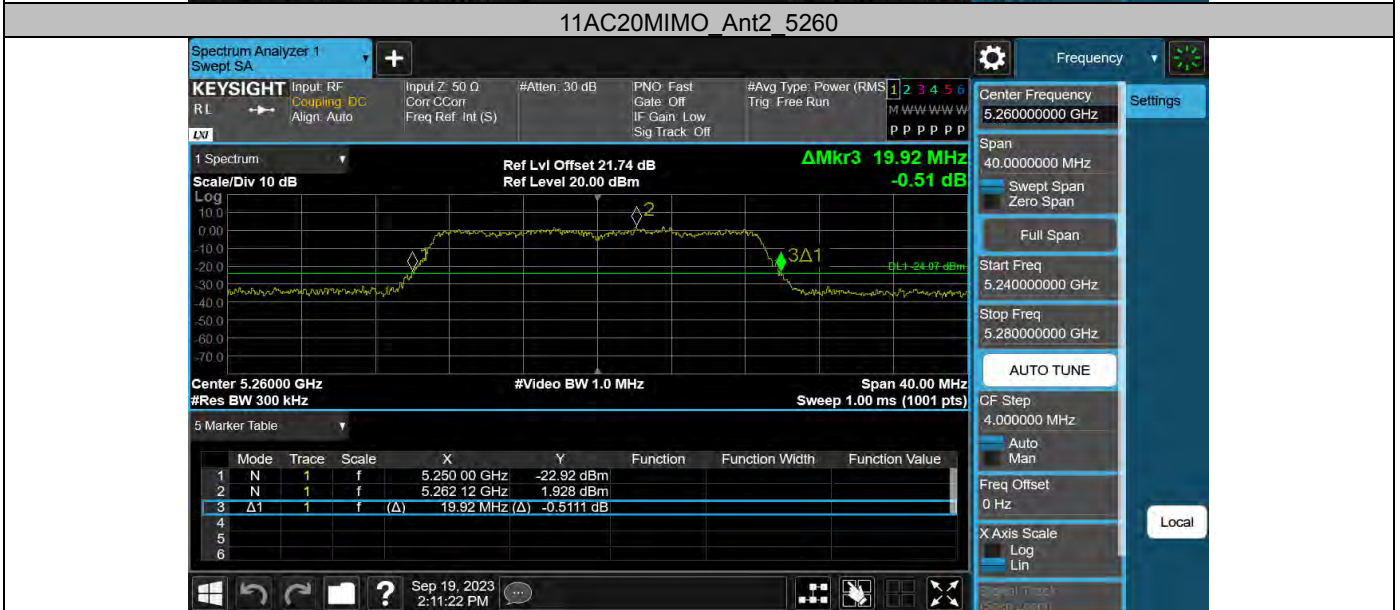 11AC20MIMO_Ant2_5260
Spectrum Analyzer 1
Swept SA
Frequency
KEYSIGHT
RL
LXI
Input: RF
Coupling: DC
Align: Auto
Input Z: 50 Ω
Corr CCorr
Freq Ref: Int (S)
#Atten: 30 dB
PNO: Fast
Gate: Off
IF Gain: Low
Sig Track: Off
#Avg Type: Power (RMS
Trig: Free Run
1 2 3 4 5 6
M W W W W W
P P P P P P
1 Spectrum
Scale/Div 10 dB
Ref Lvl Offset 21.74 dB
Ref Level 20.00 dBm
ΔMkr3 19.92 MHz
-0.51 dB
Log
10.0
0.00
-10.0
-20.0
-30.0
-40.0
-50.0
-60.0
-70.0
2
3Δ1
DL1 -24.07 dBm
Center 5.26000 GHz
#Res BW 300 kHz
#Video BW 1.0 MHz
Span 40.00 MHz
Sweep 1.00 ms (1001 pts)
5 Marker Table
Mode Trace Scale X Y Function Function Width Function Value
1 N 1 f 5.250 00 GHz -22.92 dBm
2 N 1 f 5.262 12 GHz 1.928 dBm
3 Δ1 1 f (Δ) 19.92 MHz (Δ) -0.5111 dB
4
5
6
Sep 19, 2023
2:11:22 PM
Center Frequency
5.260000000 GHz
Settings
Span
40.0000000 MHz
Swept Span
Zero Span
Full Span
Start Freq
5.240000000 GHz
Stop Freq
5.280000000 GHz
AUTO TUNE
CF Step
4.000000 MHz
Auto
Man
Freq Offset
0 Hz
X Axis Scale
Log
Lin
Local
Signal Track